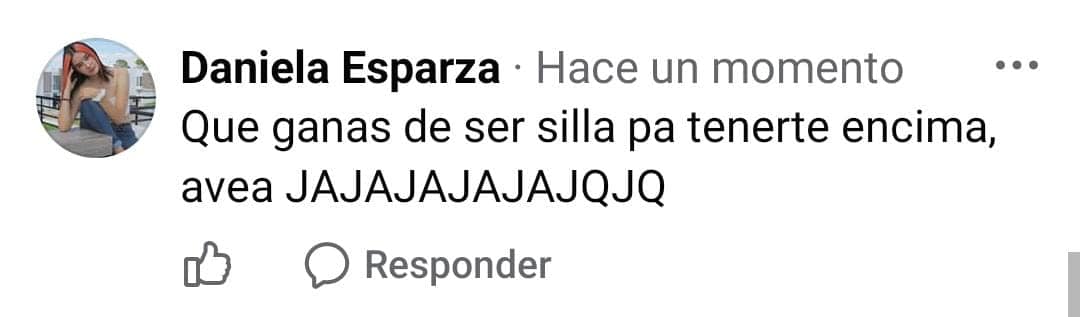 Daniela Esparza · Hace un momento
Que ganas de ser silla pa tenerte encima,
avea JAJAJAJAJAJQJQ
Responder